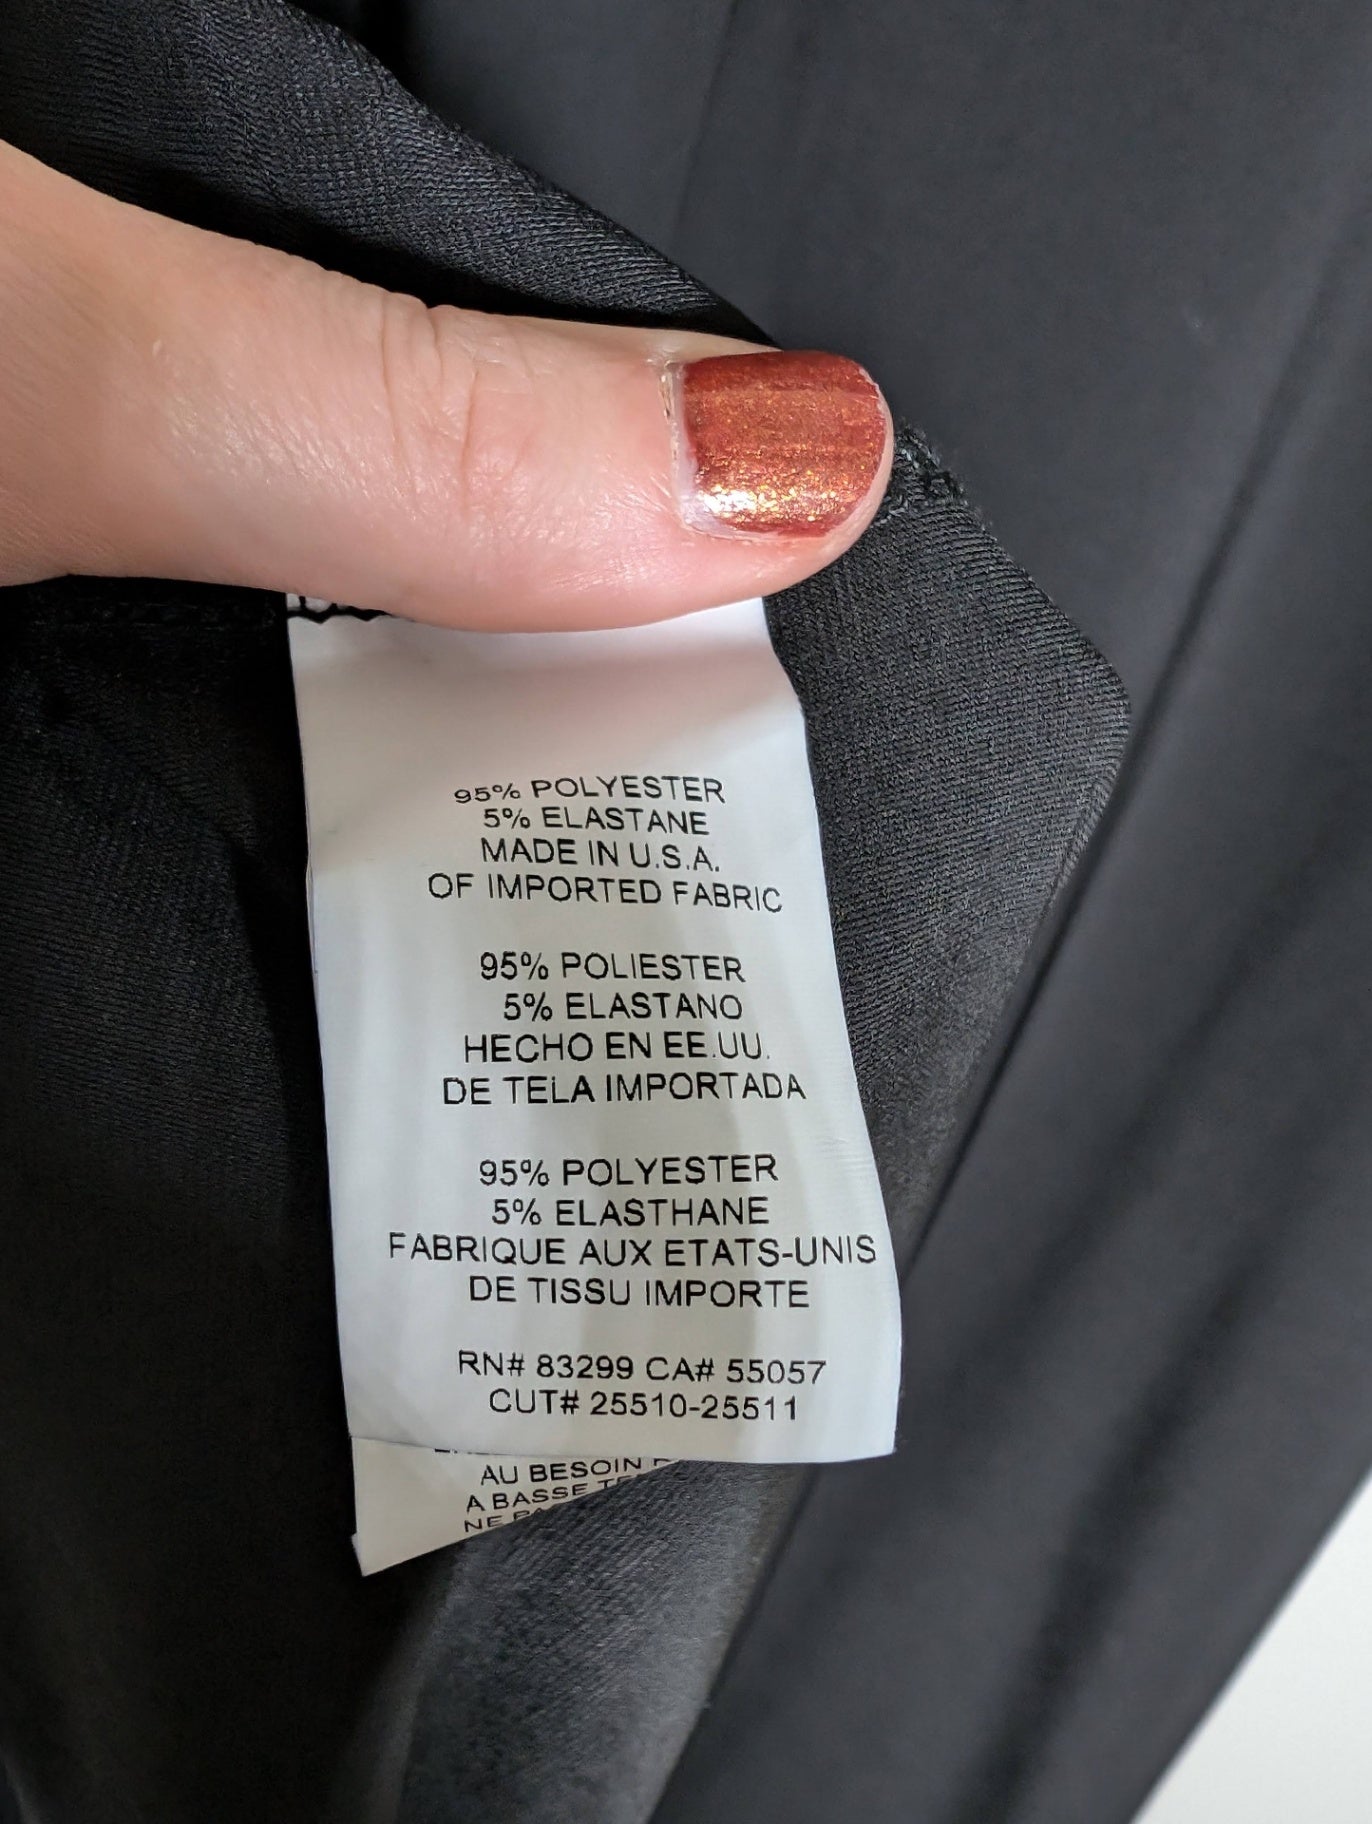 95% POLYESTER
5% ELASTANE
MADE IN U.S.A.
OF IMPORTED FABRIC
95% POLIESTER
5% ELASTANO
HECHO EN EE.UU.
DE TELA IMPORTADA
95% POLYESTER
5% ELASTHANE
FABRIQUE AUX ETATS-UNIS
DE TISSU IMPORTE
RN# 83299 CA# 55057
CUT# 25510-25511
AU BESOIN
A BASSE
NE